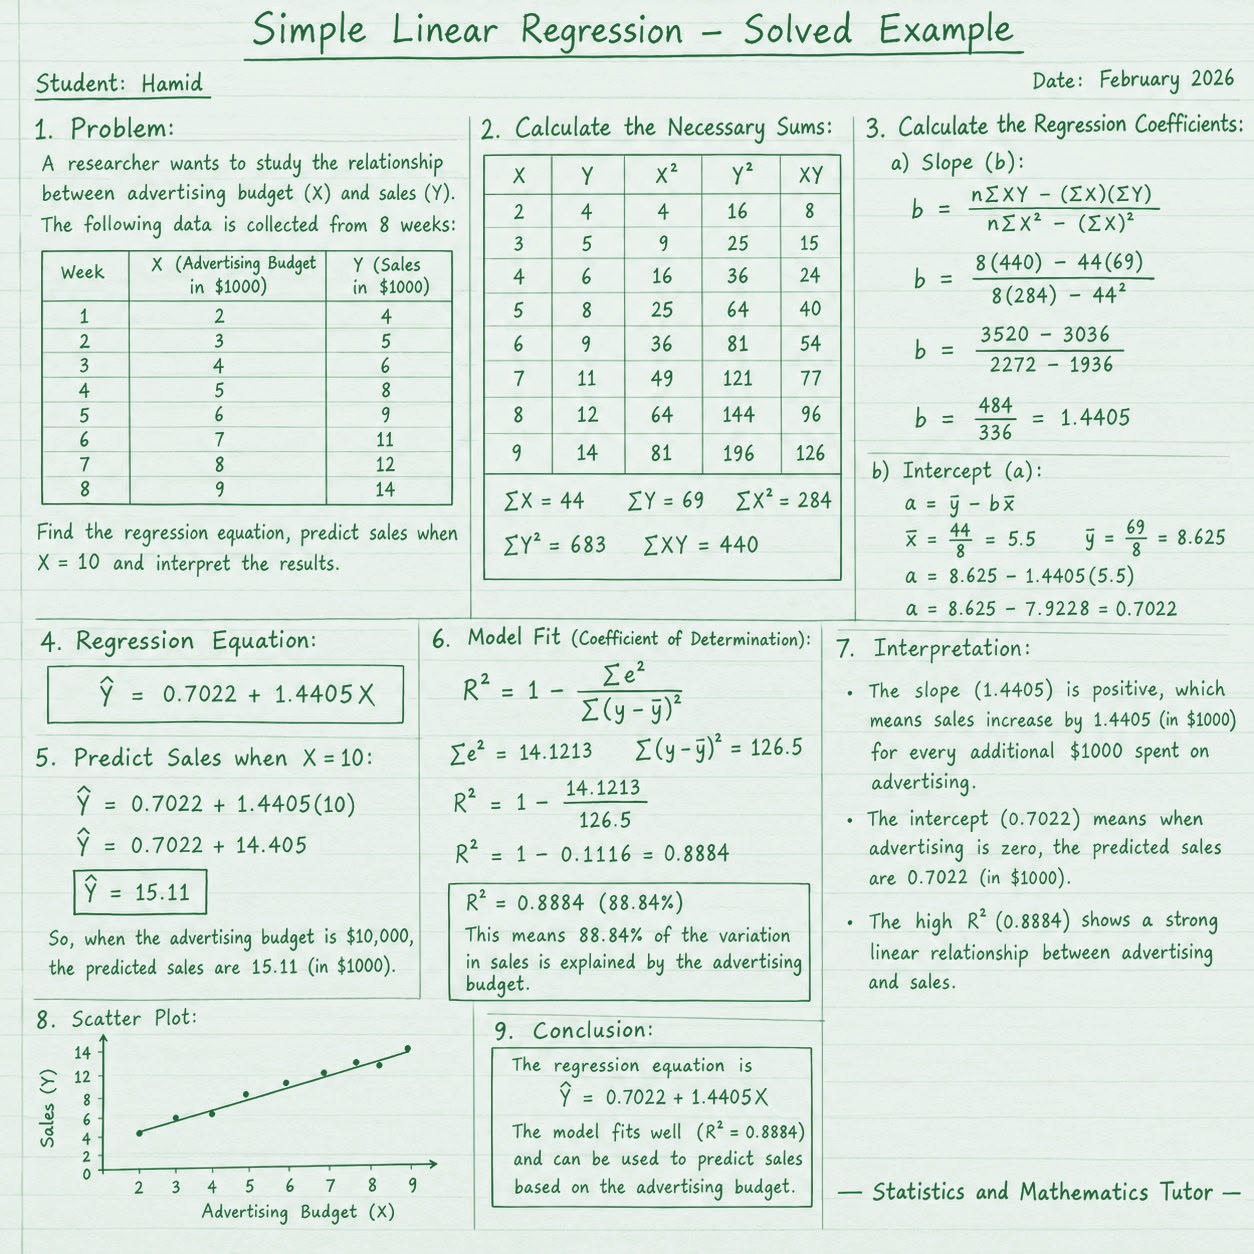 Simple Linear Regression – Solved Example
Student: Hamid
Date: February 2026
1. Problem:
A researcher wants to study the relationship
between advertising budget (X) and sales (Y).
The following data is collected from 8 weeks:
Week | X (Advertising Budget in $1000) | Y (Sales in $1000)
1 | 2 | 4
2 | 3 | 5
3 | 4 | 6
4 | 5 | 8
5 | 6 | 9
6 | 7 | 11
7 | 8 | 12
8 | 9 | 14
Find the regression equation, predict sales when
X = 10 and interpret the results.
2. Calculate the Necessary Sums:
X | Y | X² | Y² | XY
2 | 4 | 4 | 16 | 8
3 | 5 | 9 | 25 | 15
4 | 6 | 16 | 36 | 24
5 | 8 | 25 | 64 | 40
6 | 9 | 36 | 81 | 54
7 | 11 | 49 | 121 | 77
8 | 12 | 64 | 144 | 96
9 | 14 | 81 | 196 | 126
ΣX = 44 ΣY = 69 ΣX² = 284
ΣY² = 683 ΣXY = 440
3. Calculate the Regression Coefficients:
a) Slope (b):
b = (nΣXY − (ΣX)(ΣY)) / (nΣX² − (ΣX)²)
b = (8(440) − 44(69)) / (8(284) − 44²)
b = (3520 − 3036) / (2272 − 1936)
b = 484/336 = 1.4405
b) Intercept (a):
a = ȳ − bx̄
x̄ = 44/8 = 5.5 ȳ = 69/8 = 8.625
a = 8.625 − 1.4405(5.5)
a = 8.625 − 7.9228 = 0.7022
4. Regression Equation:
Ŷ = 0.7022 + 1.4405X
5. Predict Sales when X = 10:
Ŷ = 0.7022 + 1.4405(10)
Ŷ = 0.7022 + 14.405
Ŷ = 15.11
So, when the advertising budget is $10,000,
the predicted sales are 15.11 (in $1000).
6. Model Fit (Coefficient of Determination):
R² = 1 − Σe² / Σ(y − ȳ)²
Σe² = 14.1213 Σ(y − ȳ)² = 126.5
R² = 1 − 14.1213 / 126.5
R² = 1 − 0.1116 = 0.8884
R² = 0.8884 (88.84%)
This means 88.84% of the variation
in sales is explained by the advertising
budget.
7. Interpretation:
• The slope (1.4405) is positive, which
means sales increase by 1.4405 (in $1000)
for every additional $1000 spent on
advertising.
• The intercept (0.7022) means when
advertising is zero, the predicted sales
are 0.7022 (in $1000).
• The high R² (0.8884) shows a strong
linear relationship between advertising
and sales.
8. Scatter Plot:
Sales (Y)
14
12
8
6
4
2
0
2 3 4 5 6 7 8 9
Advertising Budget (X)
9. Conclusion:
The regression equation is
Ŷ = 0.7022 + 1.4405X
The model fits well (R² = 0.8884)
and can be used to predict sales
based on the advertising budget.
— Statistics and Mathematics Tutor —